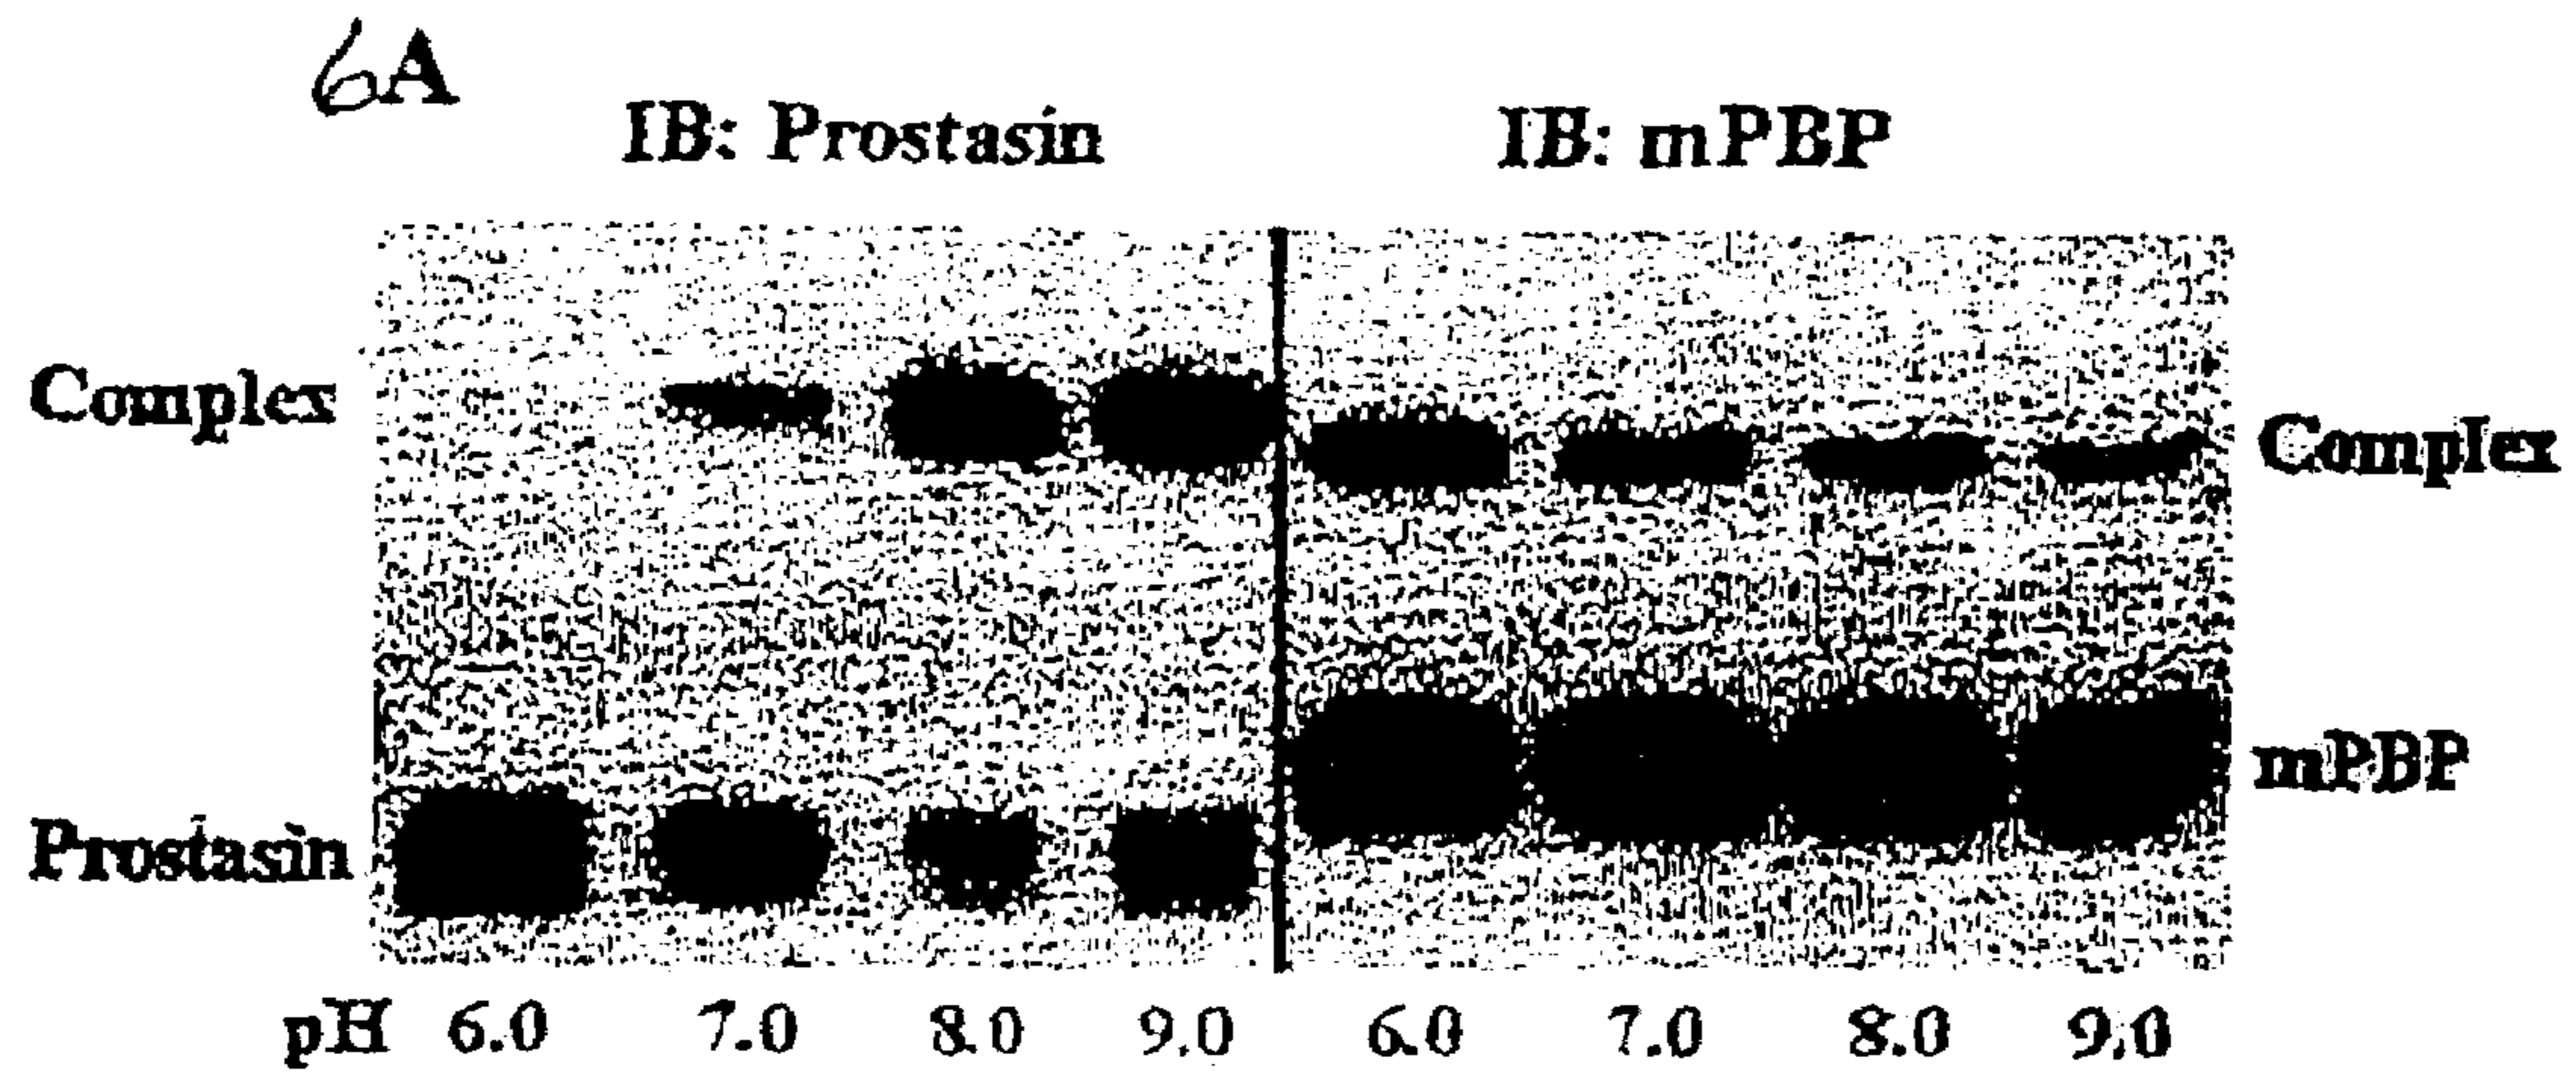 6A
IB: Prostasin IB: mPBP
Complex Complex
mPBP
Prostasin
pH 6.0 7.0 8.0 9.0 6.0 7.0 8.0 9.0